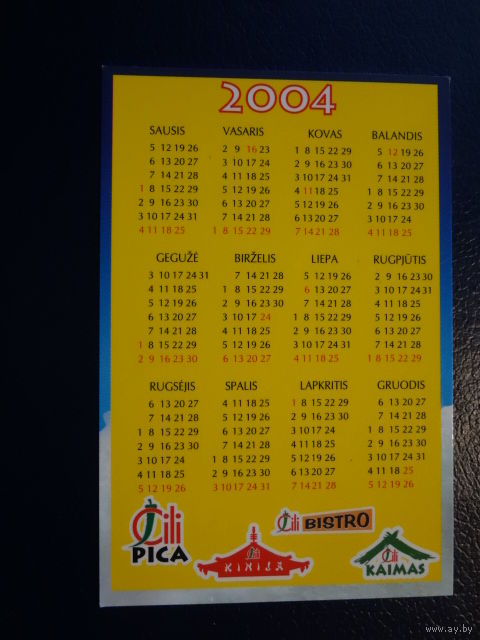 2004
SAUSIS VASARIS KOVAS BALANDIS
5 12 19 26 2 9 16 23 1 8 15 22 29 5 12 19 26
6 13 20 27 3 10 17 24 2 9 16 23 30 6 13 20 27
7 14 21 28 4 11 18 25 3 10 17 24 31 7 14 21 28
1 8 15 22 29 5 12 19 26 4 11 18 25 1 8 15 22 29
2 9 16 23 30 6 13 20 27 5 12 19 26 2 9 16 23 30
3 10 17 24 31 7 14 21 28 6 13 20 27 3 10 17 24
4 11 18 25 1 8 15 22 29 7 14 21 28 4 11 18 25
GEGUŽĖ BIRŽELIS LIEPA RUGPJŪTIS
3 10 17 24 31 7 14 21 28 5 12 19 26 2 9 16 23 30
4 11 18 25 1 8 15 22 29 6 13 20 27 3 10 17 24 31
5 12 19 26 2 9 16 23 30 7 14 21 28 4 11 18 25
6 13 20 27 3 10 17 24 1 8 15 22 29 5 12 19 26
7 14 21 28 4 11 18 25 2 9 16 23 30 6 13 20 27
1 8 15 22 29 5 12 19 26 3 10 17 24 31 7 14 21 28
2 9 16 23 30 6 13 20 27 4 11 18 25 1 8 15 22 29
RUGSĖJIS SPALIS LAPKRITIS GRUODIS
6 13 20 27 4 11 18 25 1 8 15 22 29 6 13 20 27
7 14 21 28 5 12 19 26 2 9 16 23 30 7 14 21 28
1 8 15 22 29 6 13 20 27 3 10 17 24 1 8 15 22 29
2 9 16 23 30 7 14 21 28 4 11 18 25 2 9 16 23 30
3 10 17 24 1 8 15 22 29 5 12 19 26 3 10 17 24 31
4 11 18 25 2 9 16 23 30 6 13 20 27 4 11 18 25
5 12 19 26 3 10 17 24 31 7 14 21 28 5 12 19 26
Čili
PICA
Čili
KINIJA
Čili BISTRO
Čili
KAIMAS
www.ay.by